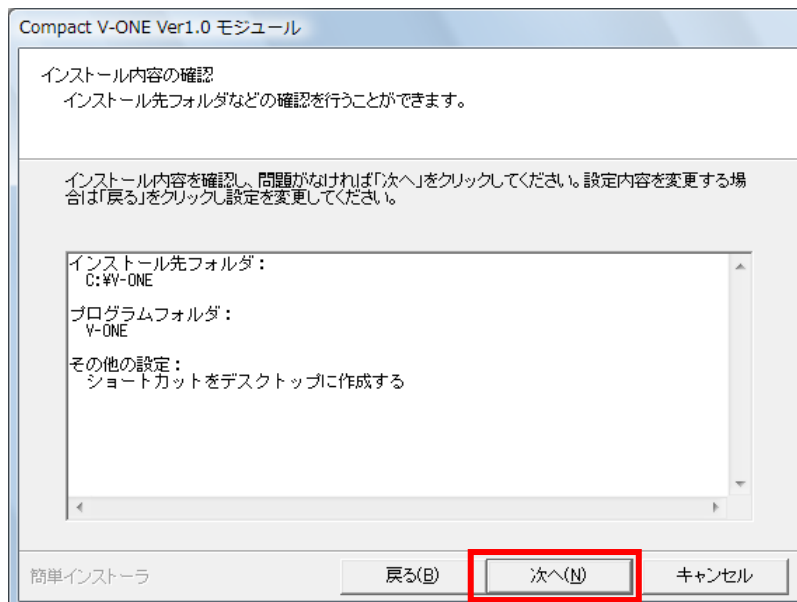 Compact V-ONE Ver1.0 モジュール
インストール内容の確認
インストール先フォルダなどの確認を行うことができます。
インストール内容を確認し、問題がなければ「次へ」をクリックしてください。設定内容を変更する場
合は「戻る」をクリックし設定を変更してください。
インストール先フォルダ：
C:¥V-ONE
プログラムフォルダ：
V-ONE
その他の設定：
ショートカットをデスクトップに作成する
簡単インストーラ
戻る(B)
次へ(N)
キャンセル